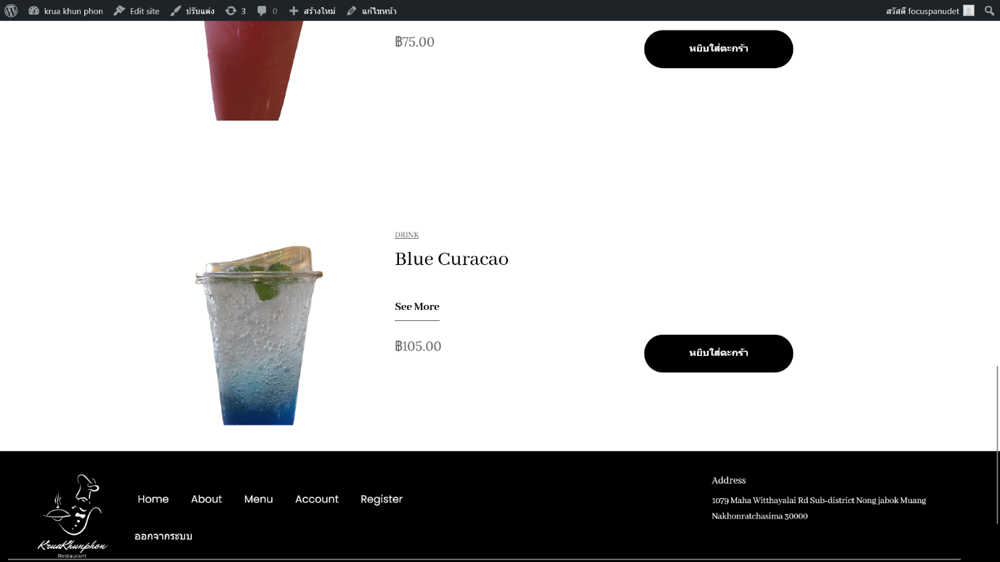 krua khun phon Edit site ปรับแต่ง 3 0 สร้างใหม่ แก้ไขหน้า สวัสดี focuspanudet
฿75.00
หยิบใส่ตะกร้า
DRINK
Blue Curacao
See More
฿105.00
หยิบใส่ตะกร้า
Address
Home About Menu Account Register
1079 Maha Witthayalai Rd Sub-district Nong jabok Muang
Nakhonratchasima 30000
ออกจากระบบ
KruaKhunphon
Restaurant